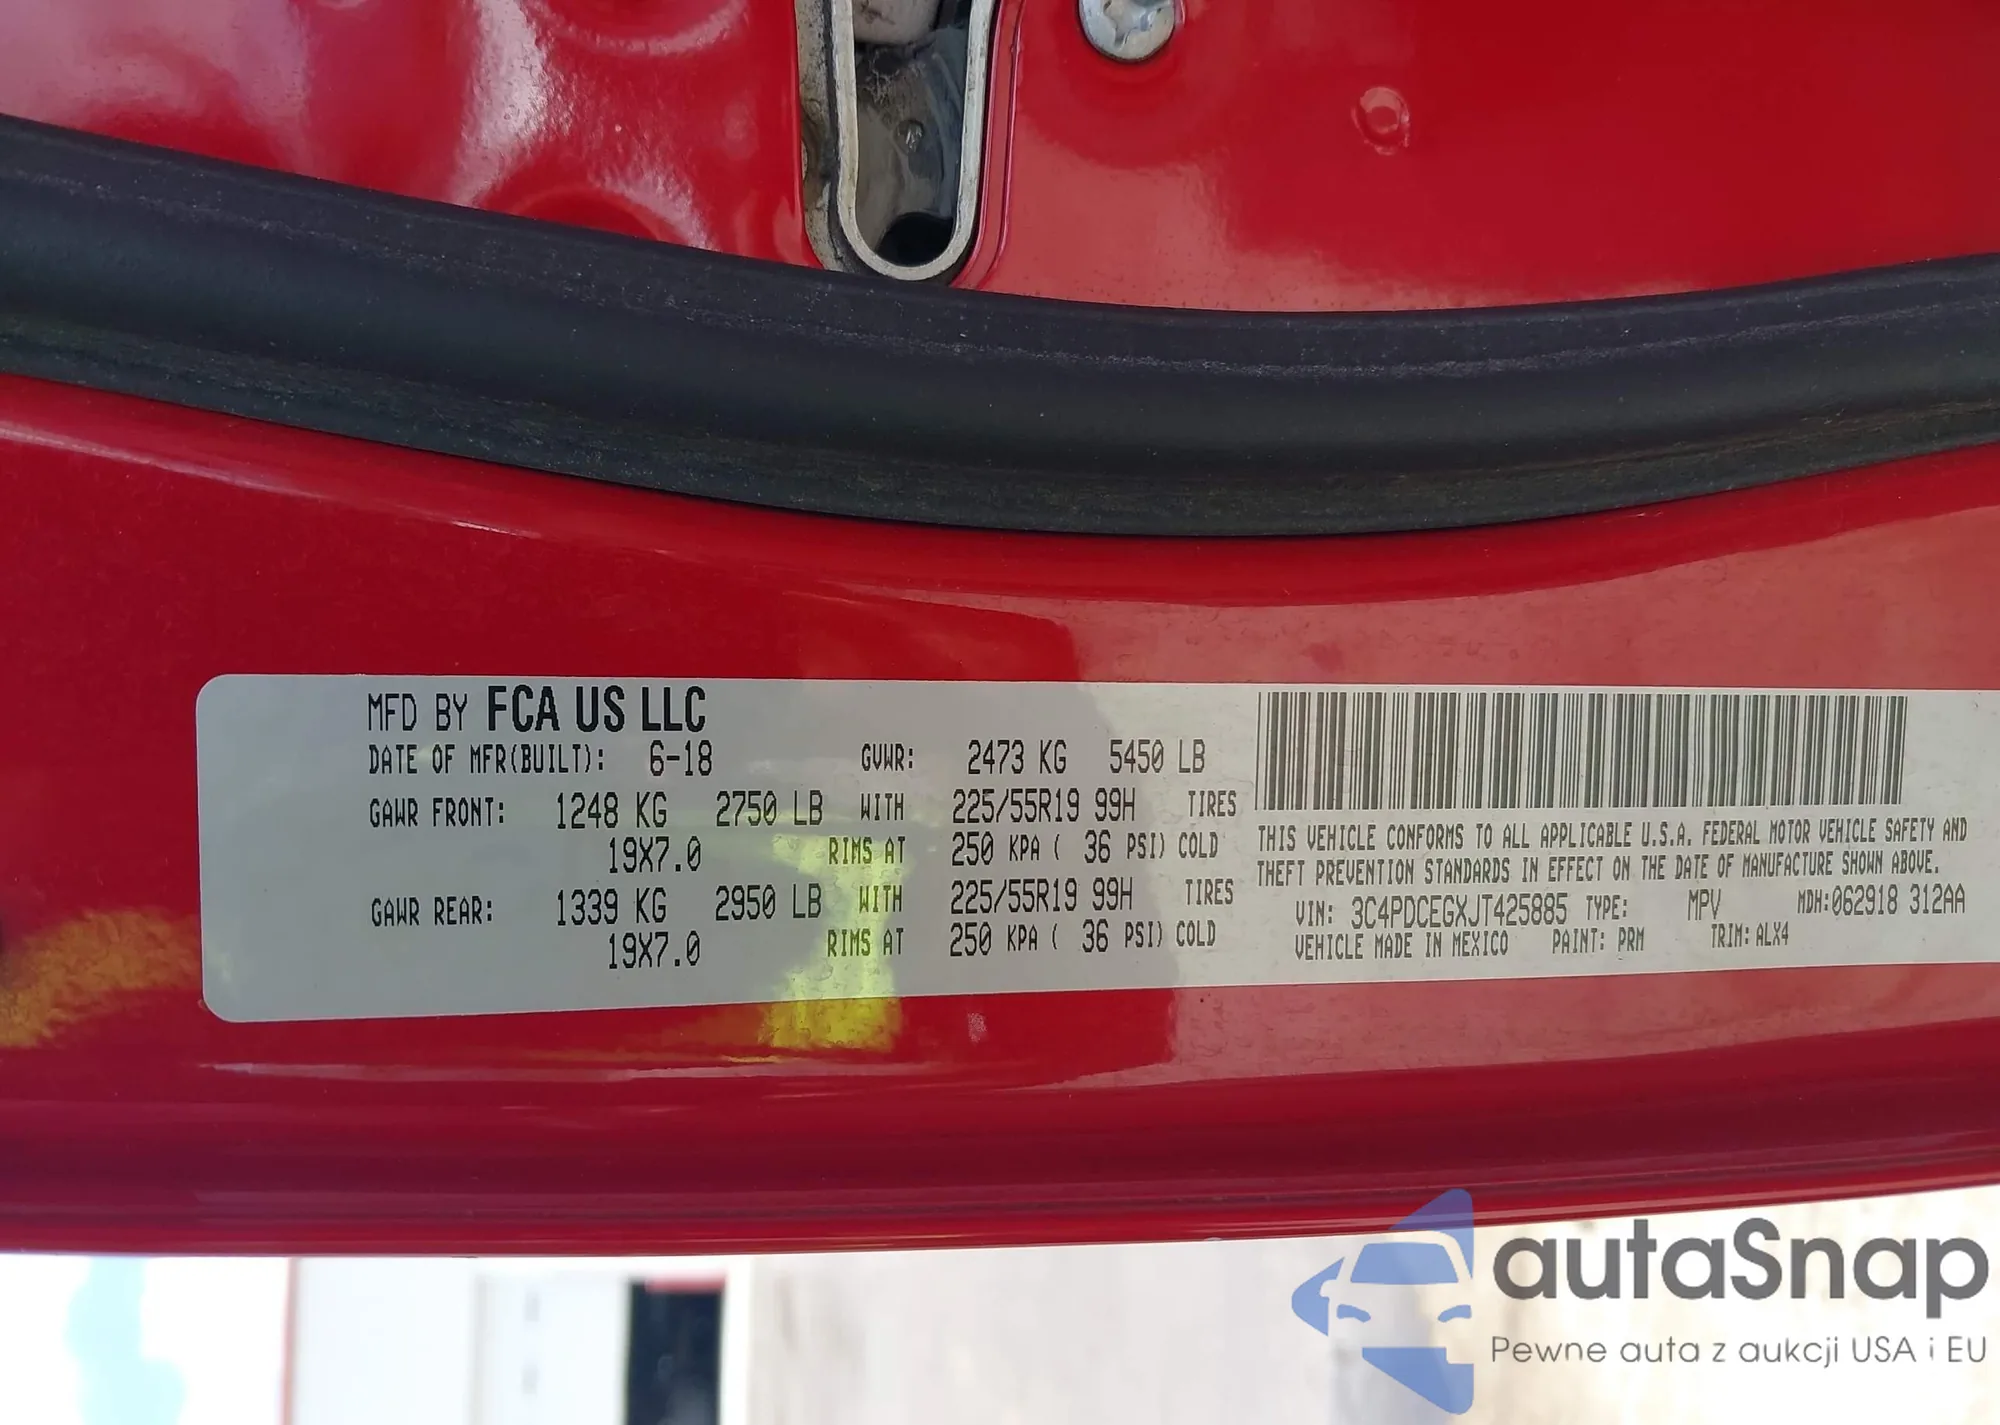 MFD BY FCA US LLC
DATE OF MFR(BUILT): 6-18 GVWR: 2473 KG 5450 LB
GAWR FRONT: 1248 KG 2750 LB WITH 225/55R19 99H TIRES
19X7.0 RIMS AT 250 KPA ( 36 PSI) COLD
GAWR REAR: 1339 KG 2950 LB WITH 225/55R19 99H TIRES
19X7.0 RIMS AT 250 KPA ( 36 PSI) COLD
THIS VEHICLE CONFORMS TO ALL APPLICABLE U.S.A. FEDERAL MOTOR VEHICLE SAFETY AND
THEFT PREVENTION STANDARDS IN EFFECT ON THE DATE OF MANUFACTURE SHOWN ABOVE.
VIN: 3C4PDCEGXJT425885 TYPE: MPV MDH:062918 312AA
VEHICLE MADE IN MEXICO PAINT: PRM TRIM: ALX4
autaSnap
Pewne auta z aukcji USA i EU